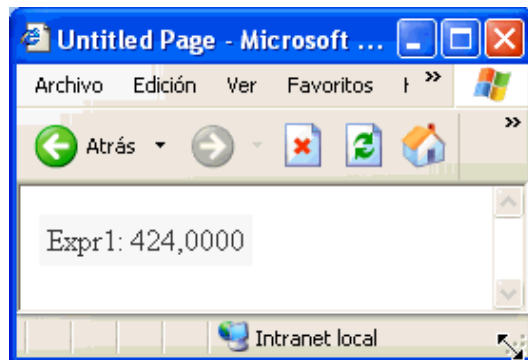 Untitled Page - Microsoft ...
Archivo Edición Ver Favoritos »
Atrás »
Expr1: 424,0000
Intranet local